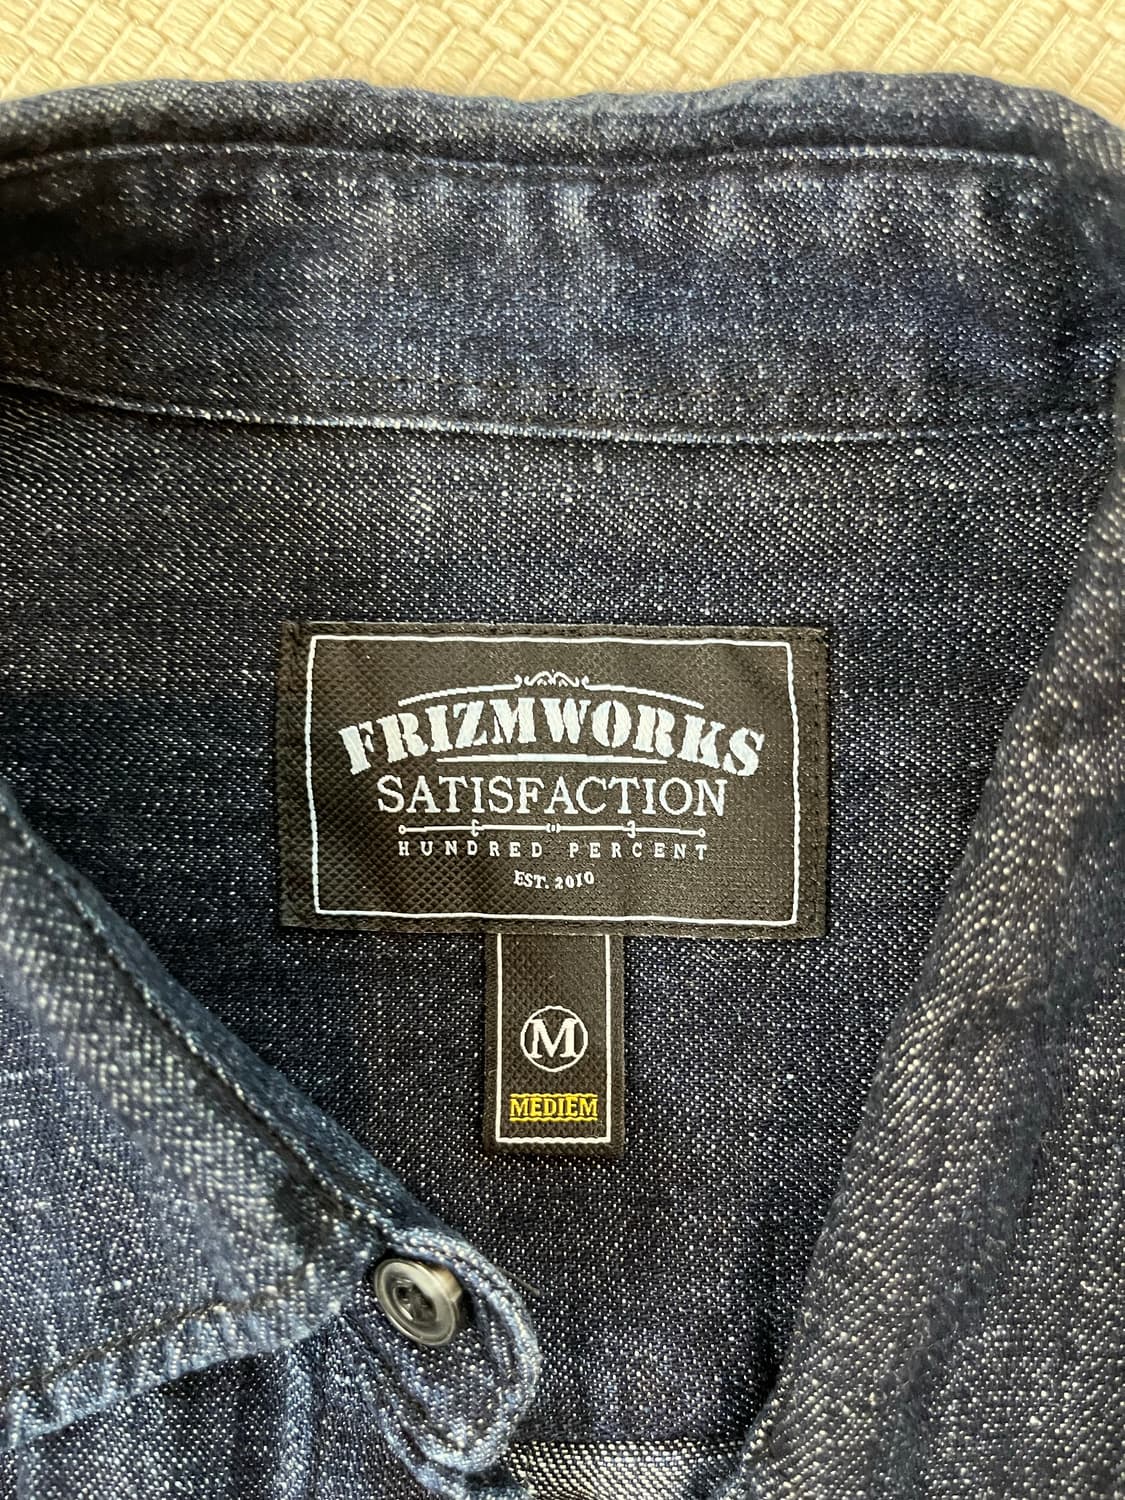 FRIZMWORKS
SATISFACTION
HUNDRED PERCENT
EST. 2010
M
MEDIEM